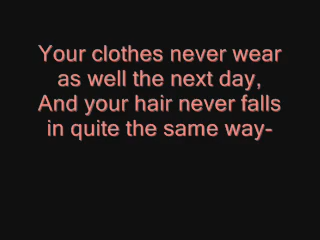 Your clothes never wear
as well the next day,
And your hair never falls
in quite the same way-